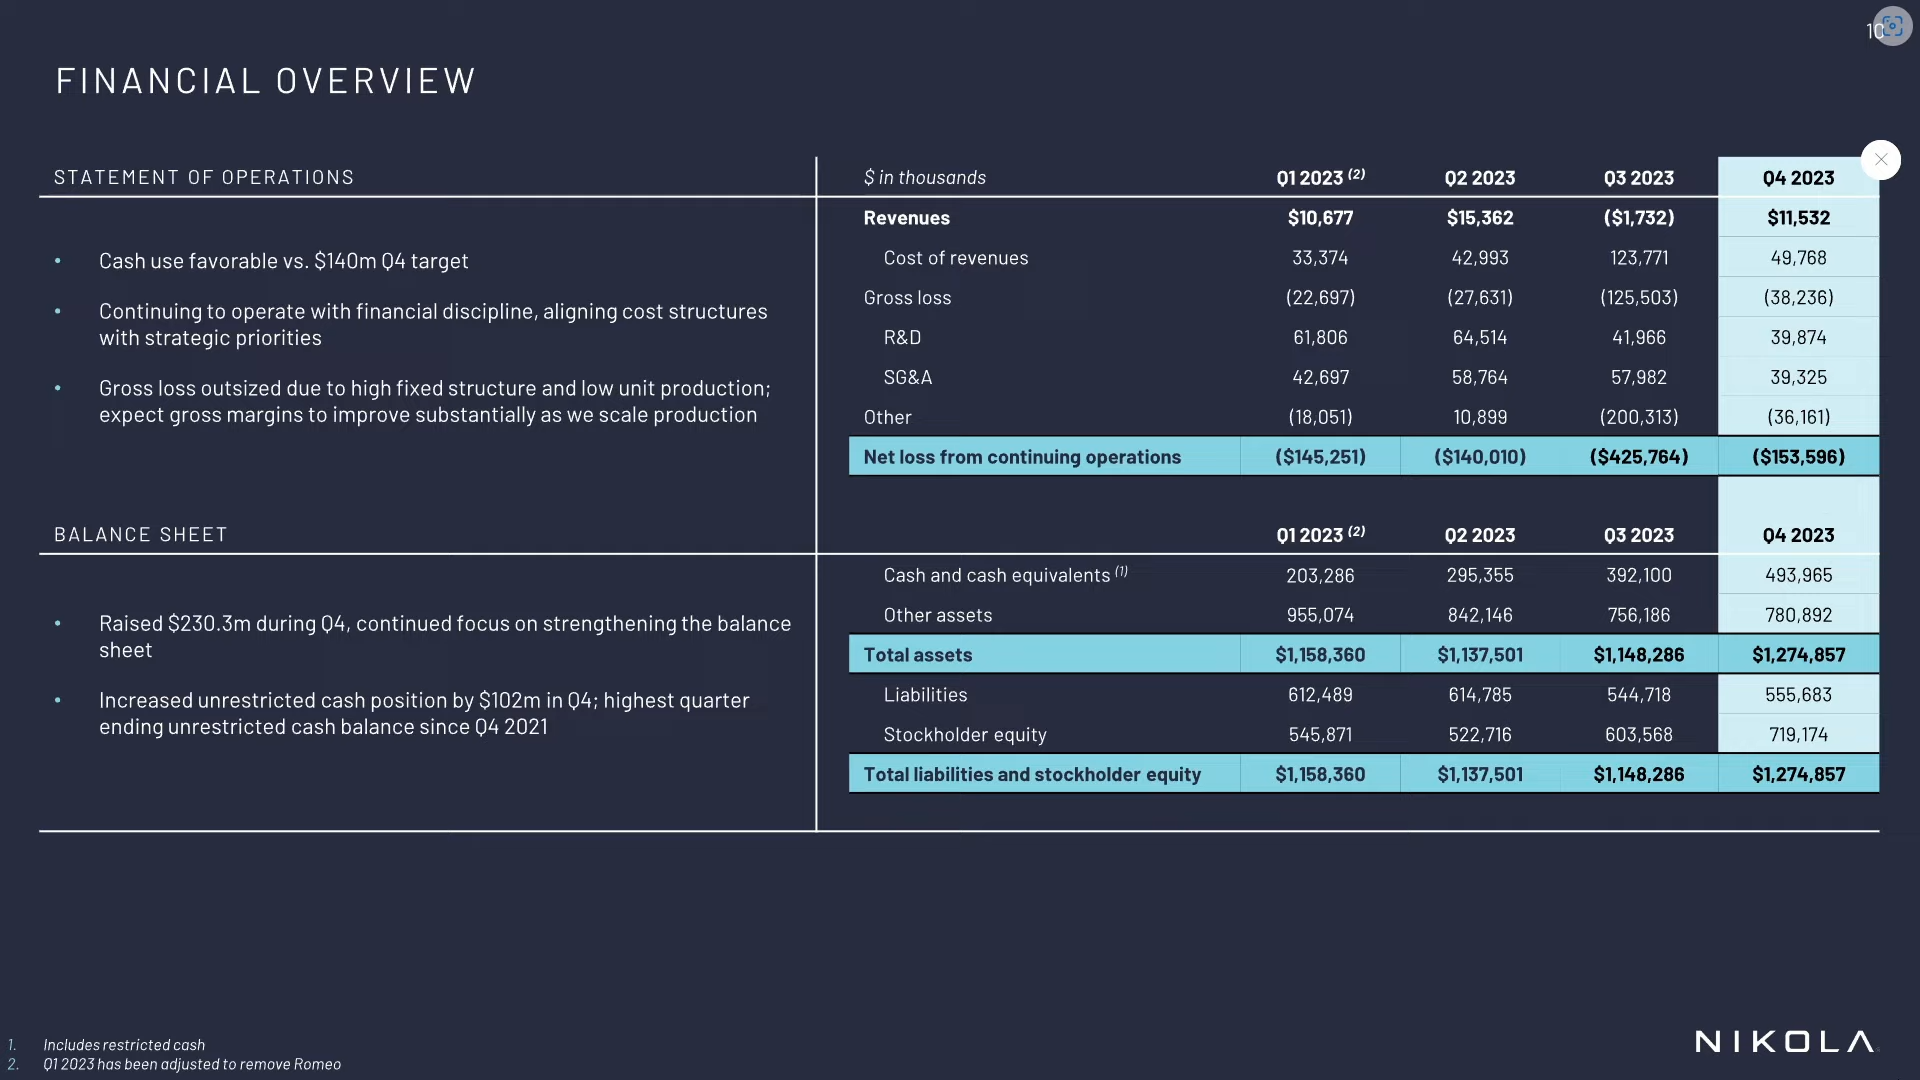 10
FINANCIAL OVERVIEW
STATEMENT OF OPERATIONS
• Cash use favorable vs. $140m Q4 target
• Continuing to operate with financial discipline, aligning cost structures
with strategic priorities
• Gross loss outsized due to high fixed structure and low unit production;
expect gross margins to improve substantially as we scale production
$ in thousands Q1 2023 (2) Q2 2023 Q3 2023 Q4 2023
Revenues $10,677 $15,362 ($1,732) $11,532
Cost of revenues 33,374 42,993 123,771 49,768
Gross loss (22,697) (27,631) (125,503) (38,236)
R&D 61,806 64,514 41,966 39,874
SG&A 42,697 58,764 57,982 39,325
Other (18,051) 10,899 (200,313) (36,161)
Net loss from continuing operations ($145,251) ($140,010) ($425,764) ($153,596)
BALANCE SHEET
• Raised $230.3m during Q4, continued focus on strengthening the balance
sheet
• Increased unrestricted cash position by $102m in Q4; highest quarter
ending unrestricted cash balance since Q4 2021
Q1 2023 (2) Q2 2023 Q3 2023 Q4 2023
Cash and cash equivalents (1) 203,286 295,355 392,100 493,965
Other assets 955,074 842,146 756,186 780,892
Total assets $1,158,360 $1,137,501 $1,148,286 $1,274,857
Liabilities 612,489 614,785 544,718 555,683
Stockholder equity 545,871 522,716 603,568 719,174
Total liabilities and stockholder equity $1,158,360 $1,137,501 $1,148,286 $1,274,857
1. Includes restricted cash
2. Q1 2023 has been adjusted to remove Romeo
NIKOLA